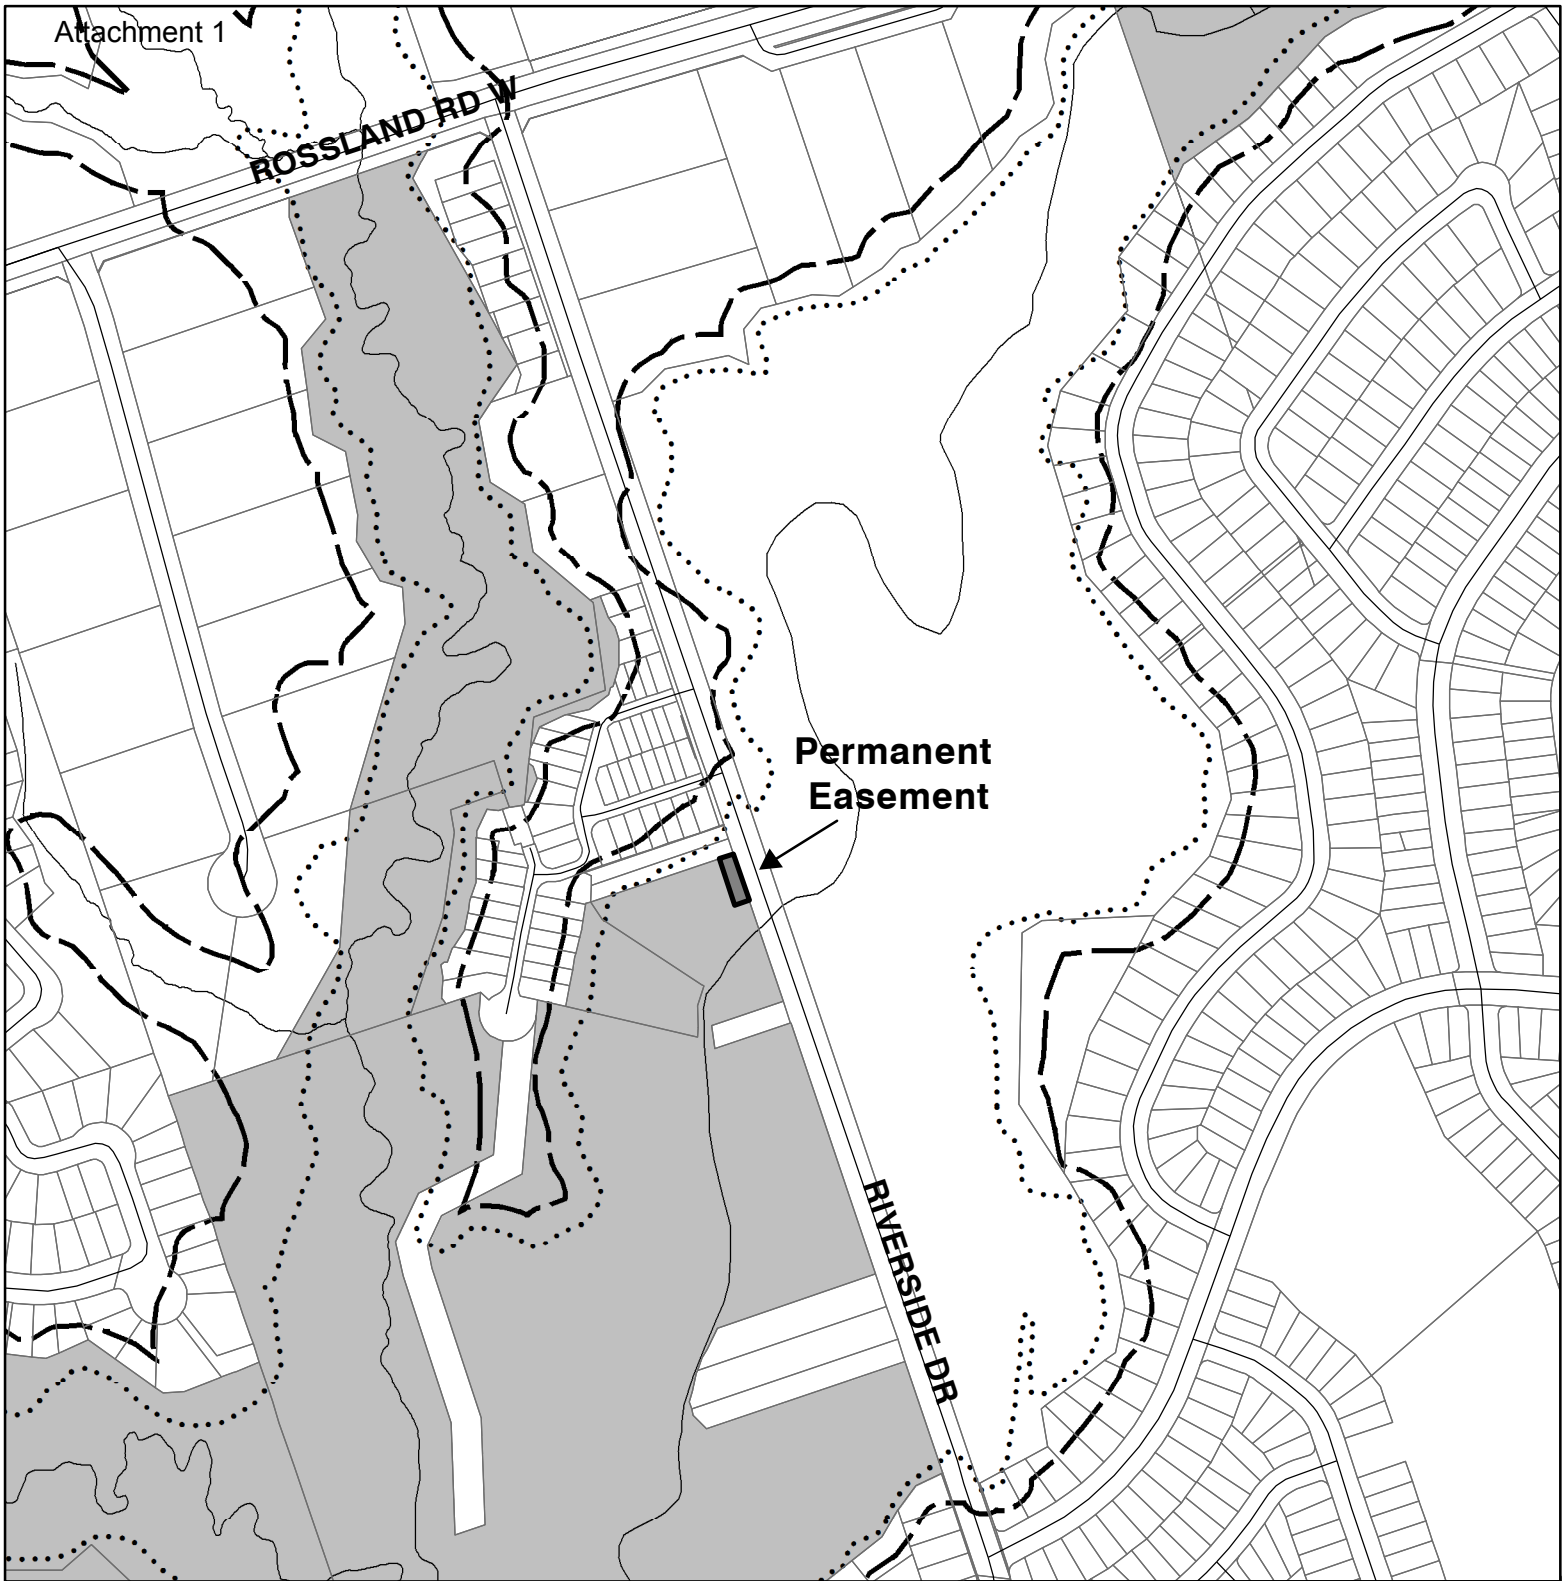 Attachment 1
ROSSLAND RD W
Permanent
Easement
RIVERSIDE DR